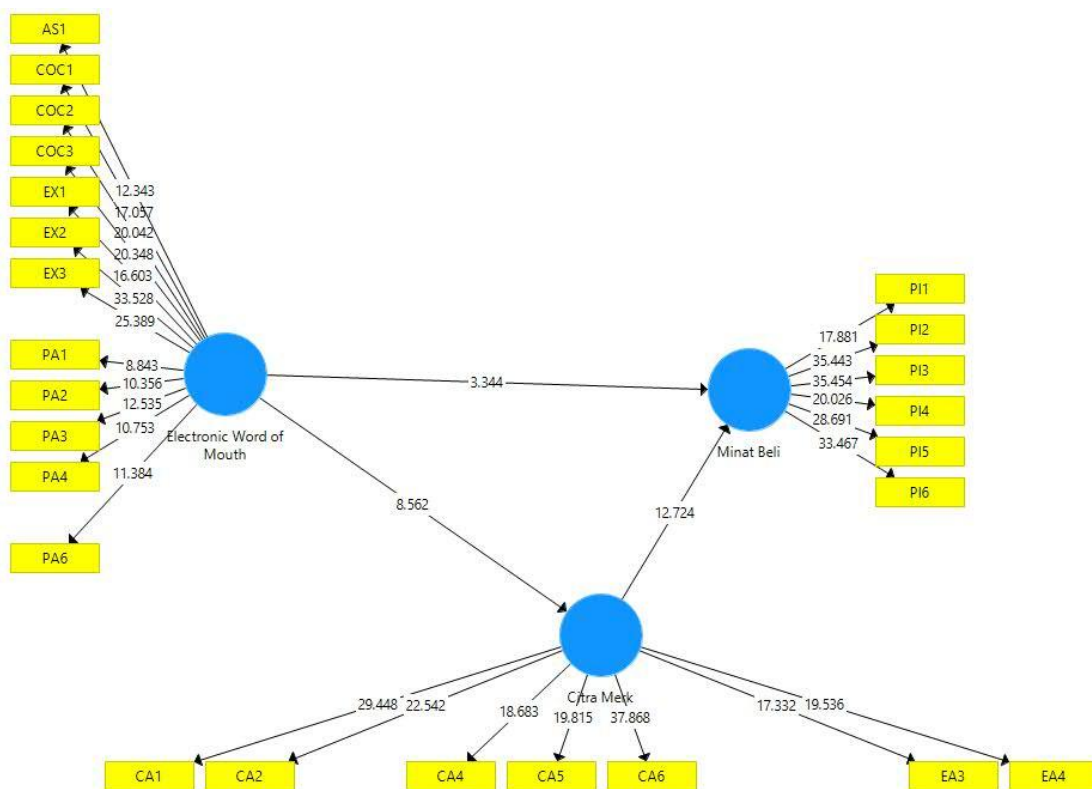 AS1
COC1
COC2
COC3
EX1
EX2
EX3
PA1
PA2
PA3
PA4
PA6
12.343
17.057
20.042
20.348
16.603
33.528
25.389
8.843
10.356
12.535
10.753
11.384
Electronic Word of
Mouth
3.344
8.562
12.724
Minat Beli
17.881
35.443
35.454
20.026
28.691
33.467
PI1
PI2
PI3
PI4
PI5
PI6
Citra Merk
29.448
22.542
18.683
19.815
37.868
17.332
19.536
CA1
CA2
CA4
CA5
CA6
EA3
EA4